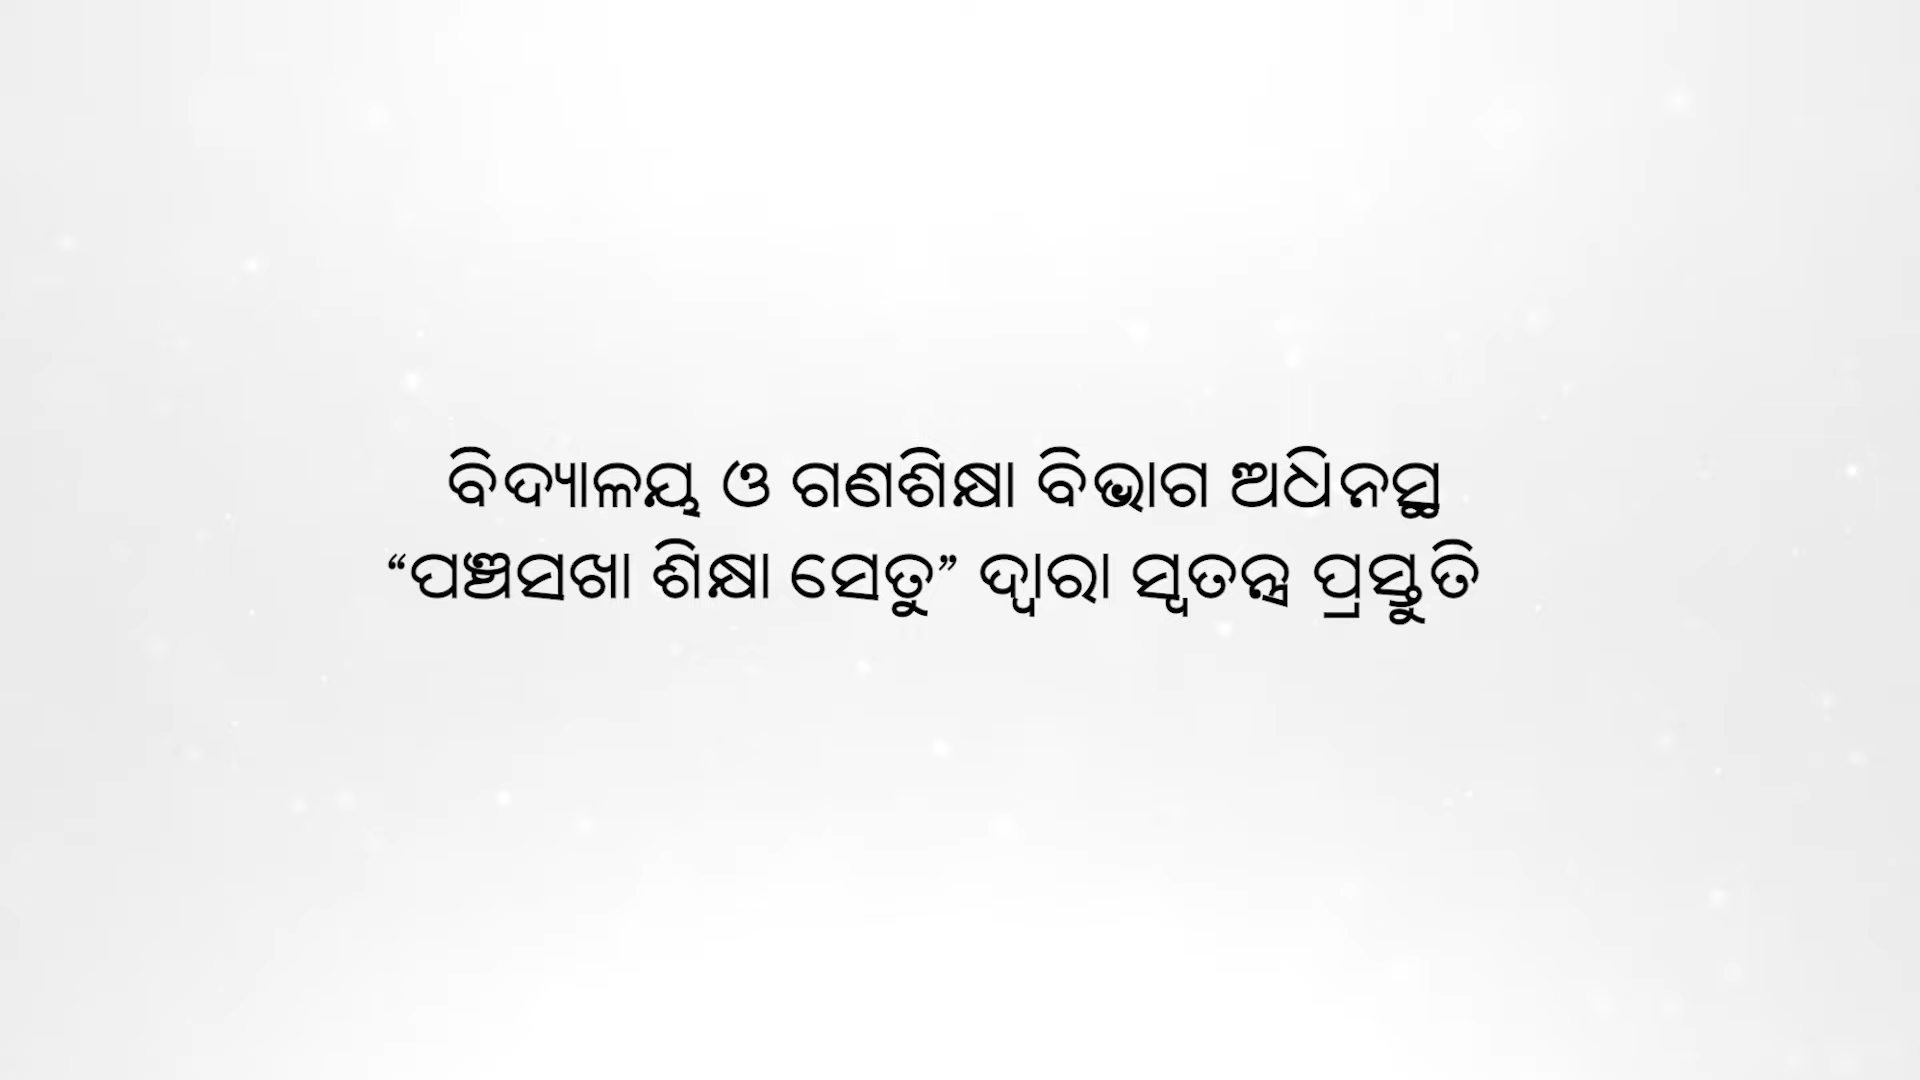 ବିଦ୍ୟାଳୟ ଓ ଗଣଶିକ୍ଷା ବିଭାଗ ଅଧିନସ୍ଥ
“ପଞ୍ଚସଖା ଶିକ୍ଷା ସେତୁ” ଦ୍ୱାରା ସ୍ୱତନ୍ତ୍ର ପ୍ରସ୍ତୁତି